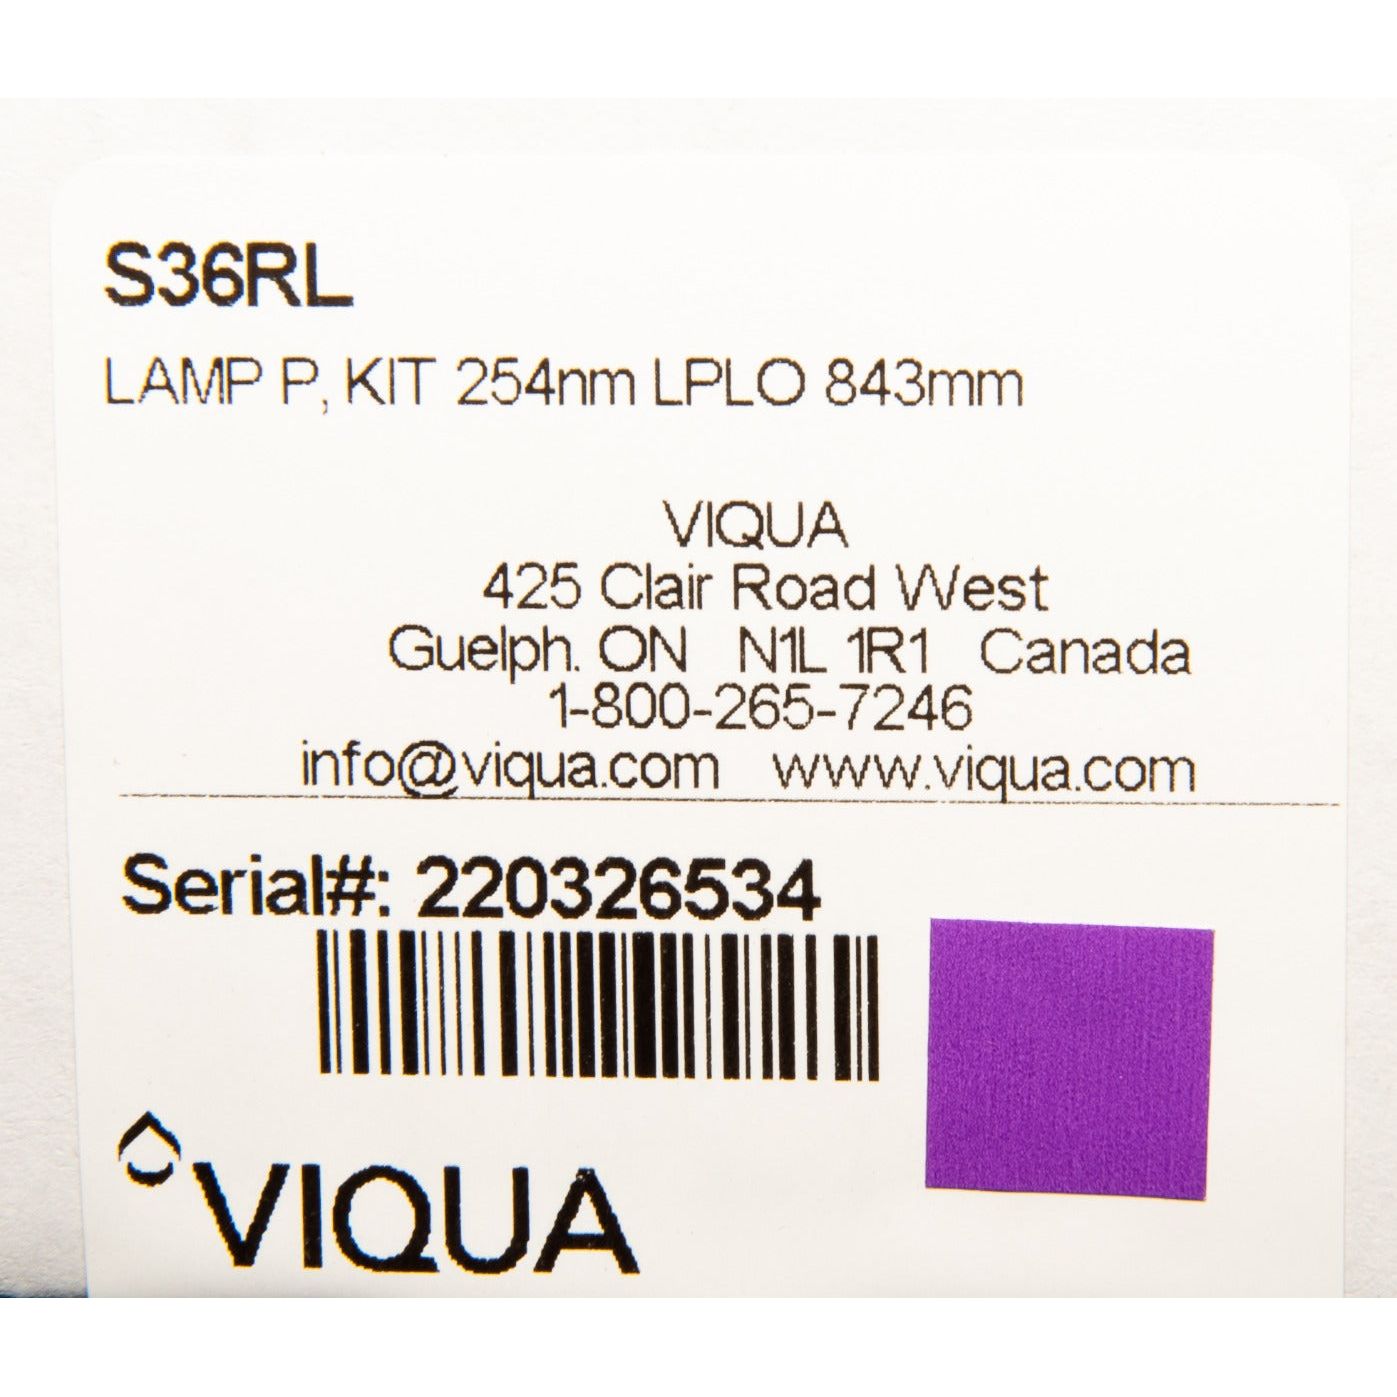 S36RL
LAMP P, KIT 254nm LPLO 843mm
VIQUA
425 Clair Road West
Guelph. ON N1L 1R1 Canada
1-800-265-7246
info@viqua.com www.viqua.com
Serial#: 220326534
VIQUA